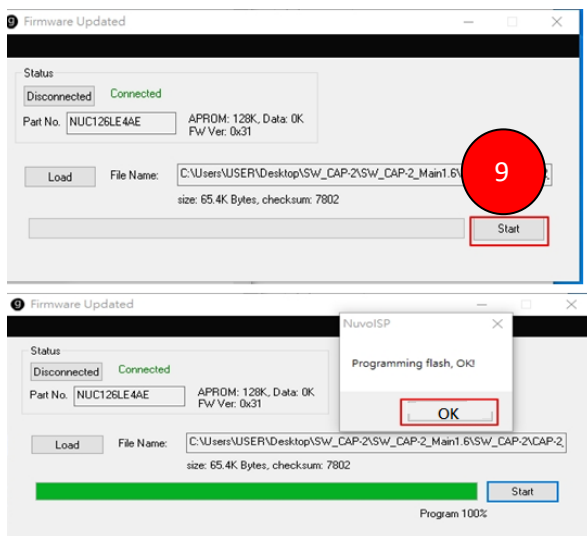 g Firmware Updated
Status
Disconnected Connected
Part No. NUC126LE4AE APROM: 128K, Data: 0K
FW Ver: 0x31
Load File Name: C:\Users\USER\Desktop\SW_CAP-2\SW_CAP-2_Main1.6\
9
size: 65.4K Bytes, checksum: 7802
Start
g Firmware Updated
NuvoISP
Status
Programming flash, OK!
Disconnected Connected
Part No. NUC126LE4AE APROM: 128K, Data: 0K
FW Ver: 0x31
OK
Load File Name: C:\Users\USER\Desktop\SW_CAP-2\SW_CAP-2_Main1.6\SW_CAP-2\CAP-2_
size: 65.4K Bytes, checksum: 7802
Start
Program 100%